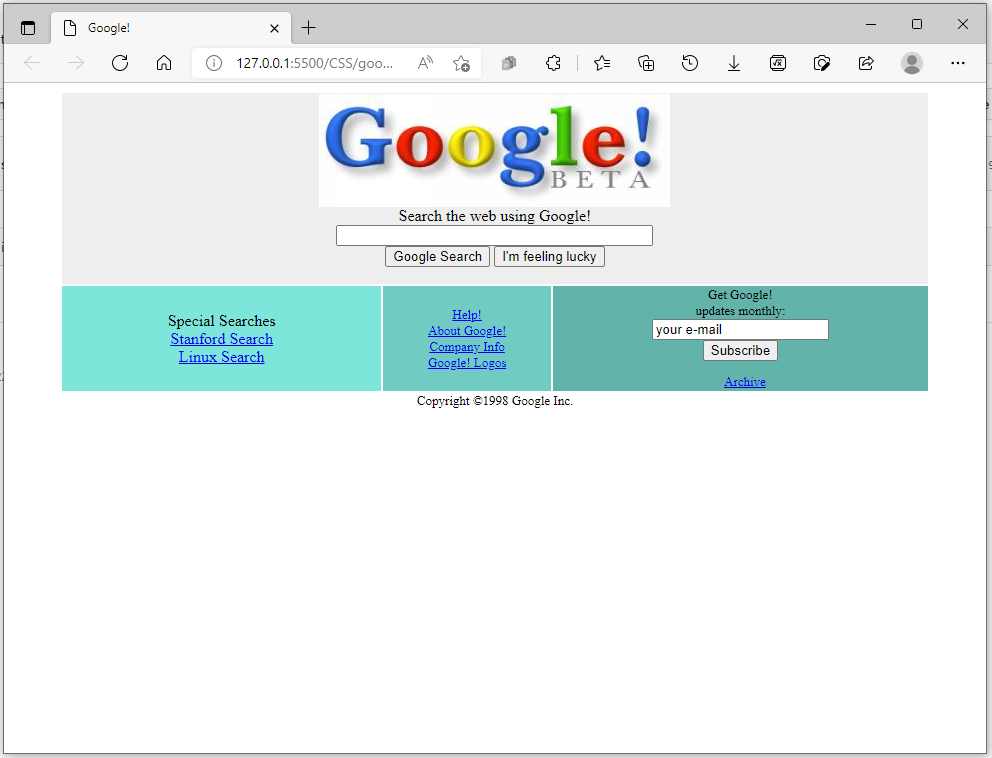 Google!
127.0.0.1:5500/CSS/goo...
Google!
BETA
Search the web using Google!
Google Search I'm feeling lucky
Special Searches
Stanford Search
Linux Search
Help!
About Google!
Company Info
Google! Logos
Get Google!
updates monthly:
your e-mail
Subscribe
Archive
Copyright ©1998 Google Inc.